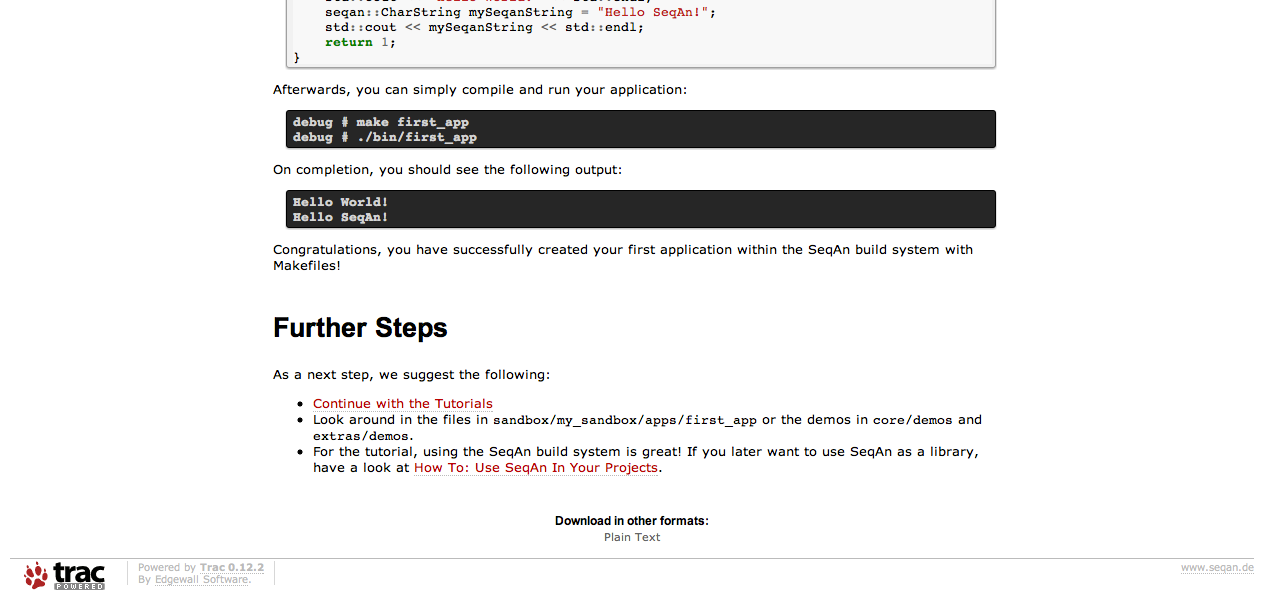 seqan::CharString mySeqanString = "Hello SeqAn!";
std::cout << mySeqanString << std::endl;
return 1;
}
Afterwards, you can simply compile and run your application:
debug # make first_app
debug # ./bin/first_app
On completion, you should see the following output:
Hello World!
Hello SeqAn!
Congratulations, you have successfully created your first application within the SeqAn build system with
Makefiles!
Further Steps
As a next step, we suggest the following:
• Continue with the Tutorials
• Look around in the files in sandbox/my_sandbox/apps/first_app or the demos in core/demos and
extras/demos.
• For the tutorial, using the SeqAn build system is great! If you later want to use SeqAn as a library,
have a look at How To: Use SeqAn In Your Projects.
Download in other formats:
Plain Text
trac
POWERED
Powered by Trac 0.12.2
By Edgewall Software.
www.seqan.de